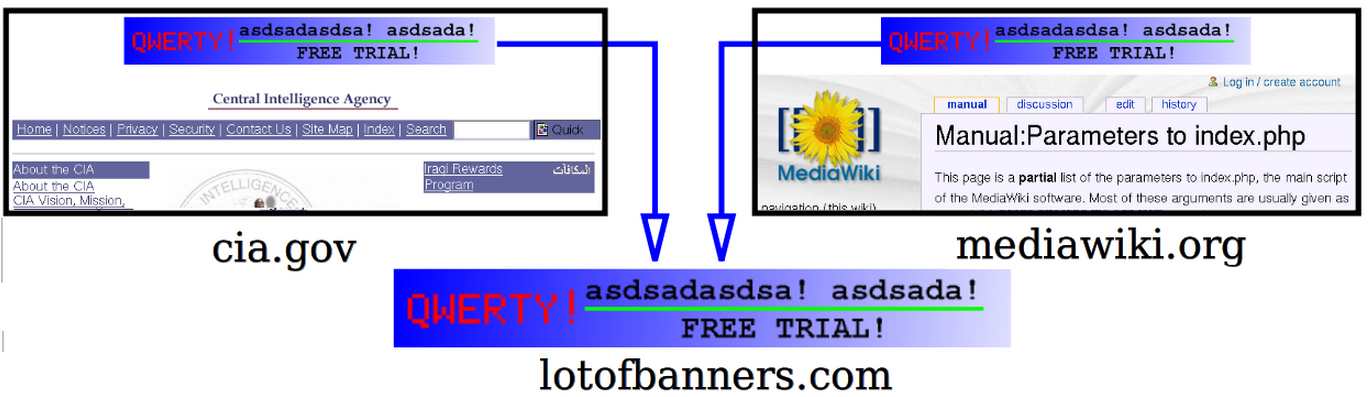 QWERTY!
asdsadasdsa! asdsada!
FREE TRIAL!
Central Intelligence Agency
Home | Notices | Privacy | Security | Contact Us | Site Map | Index | Search
Quick
About the CIA
About the CIA
CIA Vision, Mission,
INTELLIGENCE
Iraqi Rewards
Program
المكافآت
cia.gov
QWERTY!
asdsadasdsa! asdsada!
FREE TRIAL!
Log in / create account
manual discussion edit history
MediaWiki
navigation (this wiki)
Manual:Parameters to index.php
This page is a partial list of the parameters to index.php, the main script
of the MediaWiki software. Most of these arguments are usually given as
mediawiki.org
QWERTY!
asdsadasdsa! asdsada!
FREE TRIAL!
lotofbanners.com